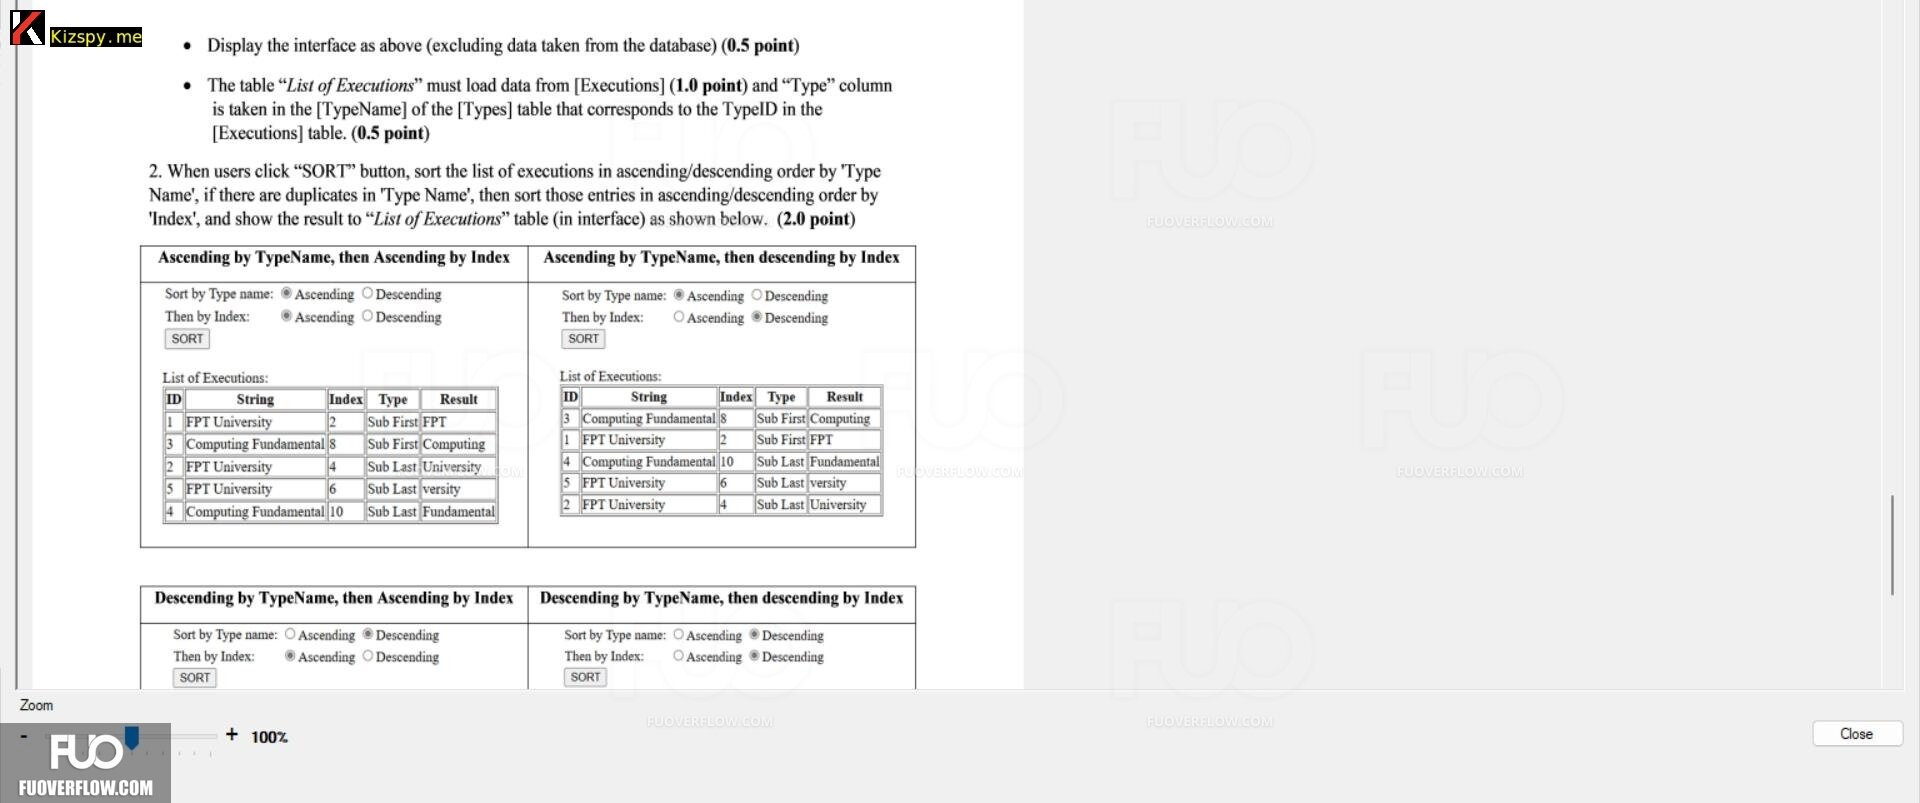 Kizspy.me
• Display the interface as above (excluding data taken from the database) (0.5 point)
• The table “List of Executions” must load data from [Executions] (1.0 point) and “Type” column
is taken in the [TypeName] of the [Types] table that corresponds to the TypeID in the
[Executions] table. (0.5 point)
2. When users click “SORT” button, sort the list of executions in ascending/descending order by 'Type
Name', if there are duplicates in 'Type Name', then sort those entries in ascending/descending order by
'Index', and show the result to “List of Executions” table (in interface) as shown below. (2.0 point)
Ascending by TypeName, then Ascending by Index
Sort by Type name: Ascending Descending
Then by Index: Ascending Descending
SORT
List of Executions:
ID String Index Type Result
1 FPT University 2 Sub First FPT
3 Computing Fundamental 8 Sub First Computing
2 FPT University 4 Sub Last University
5 FPT University 6 Sub Last versity
4 Computing Fundamental 10 Sub Last Fundamental
Ascending by TypeName, then descending by Index
Sort by Type name: Ascending Descending
Then by Index: Ascending Descending
SORT
List of Executions:
ID String Index Type Result
3 Computing Fundamental 8 Sub First Computing
1 FPT University 2 Sub First FPT
4 Computing Fundamental 10 Sub Last Fundamental
5 FPT University 6 Sub Last versity
2 FPT University 4 Sub Last University
Descending by TypeName, then Ascending by Index
Sort by Type name: Ascending Descending
Then by Index: Ascending Descending
SORT
Descending by TypeName, then descending by Index
Sort by Type name: Ascending Descending
Then by Index: Ascending Descending
SORT
FUO
FUOVERFLOW.COM
FUOVERFLOW.COM
FUOVERFLOW.COM
FUOVERFLOW.COM
FUOVERFLOW.COM
Zoom
- + 100%
Close
FUO
FUOVERFLOW.COM